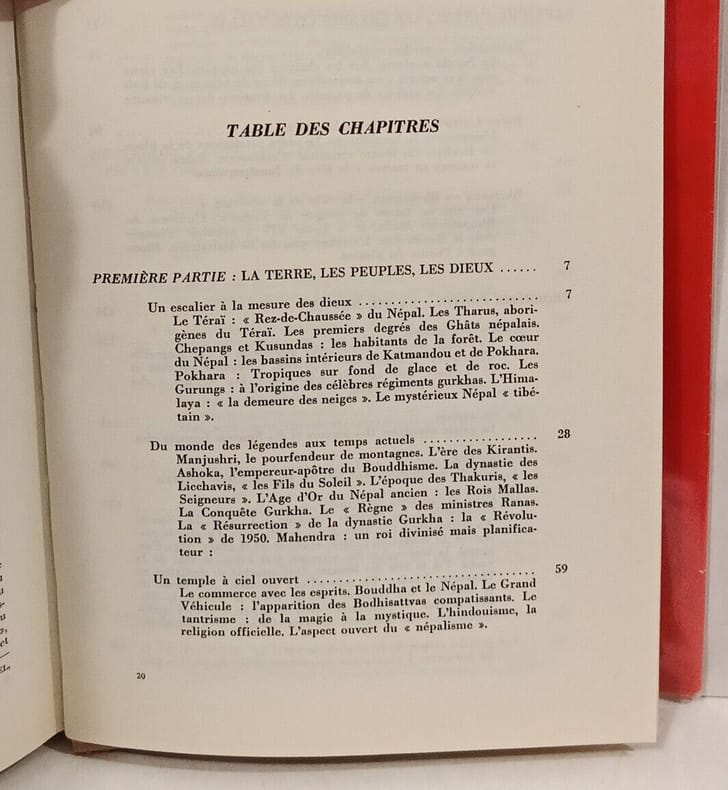 TABLE DES CHAPITRES
PREMIÈRE PARTIE : LA TERRE, LES PEUPLES, LES DIEUX ...... 7
Un escalier à la mesure des dieux ............................ 7
Le Téraï : « Rez-de-Chaussée » du Népal. Les Tharus, abori-
gènes du Téraï. Les premiers degrés des Ghâts népalais.
Chepangs et Kusundas : les habitants de la forêt. Le cœur
du Népal : les bassins intérieurs de Katmandou et de Pokhara.
Pokhara : Tropiques sur fond de glace et de roc. Les
Gurungs : à l'origine des célèbres régiments gurkhas. L'Hima-
laya : « la demeure des neiges ». Le mystérieux Népal « tibé-
tain ».
Du monde des légendes aux temps actuels .................. 28
Manjushri, le pourfendeur de montagnes. L'ère des Kirantis.
Ashoka, l'empereur-apôtre du Bouddhisme. La dynastie des
Licchavis, « les Fils du Soleil ». L'époque des Thakuris, « les
Seigneurs ». L'Age d'Or du Népal ancien : les Rois Mallas.
La Conquête Gurkha. Le « Règne » des ministres Ranas.
La « Résurrection » de la dynastie Gurkha : la « Révolu-
tion » de 1950. Mahendra : un roi divinisé mais planifica-
teur :
Un temple à ciel ouvert ................................... 59
Le commerce avec les esprits. Bouddha et le Népal. Le Grand
Véhicule : l'apparition des Bodhisattvas compatissants. Le
tantrisme : de la magie à la mystique. L'hindouisme, la
religion officielle. L'aspect ouvert du « népalisme ».
20